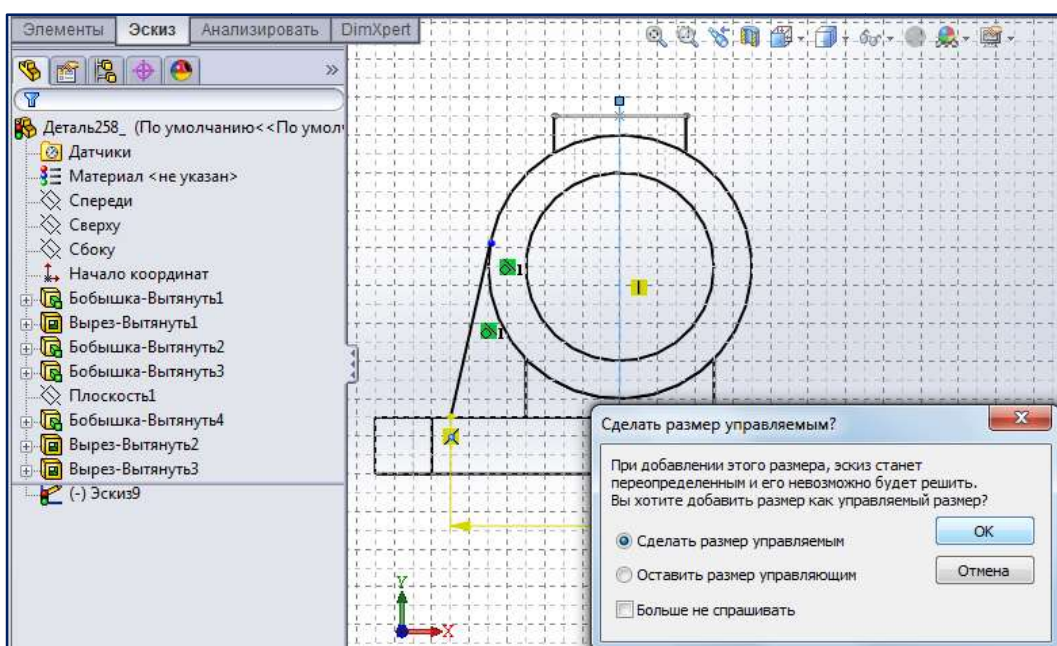 Элементы Эскиз Анализировать DimXpert
»
Деталь258_ (По умолчанию<<По умол
Датчики
Материал <не указан>
Спереди
Сверху
Сбоку
Начало координат
Бобышка-Вытянуть1
Вырез-Вытянуть1
Бобышка-Вытянуть2
Бобышка-Вытянуть3
Плоскость1
Бобышка-Вытянуть4
Вырез-Вытянуть2
Вырез-Вытянуть3
(-) Эскиз9
1
1
Y
X
Сделать размер управляемым?
При добавлении этого размера, эскиз станет
переопределенным и его невозможно будет решить.
Вы хотите добавить размер как управляемый размер?
Сделать размер управляемым
Оставить размер управляющим
Больше не спрашивать
OK
Отмена